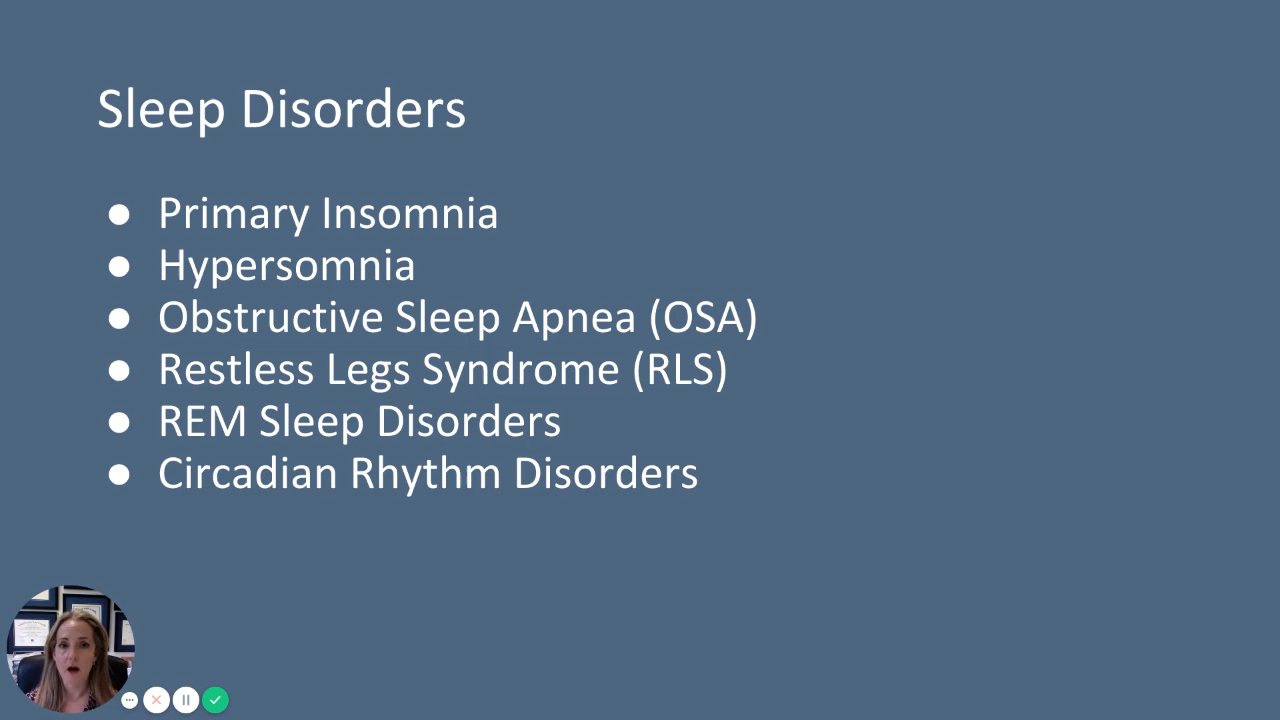 Sleep Disorders
● Primary Insomnia
● Hypersomnia
● Obstructive Sleep Apnea (OSA)
● Restless Legs Syndrome (RLS)
● REM Sleep Disorders
● Circadian Rhythm Disorders